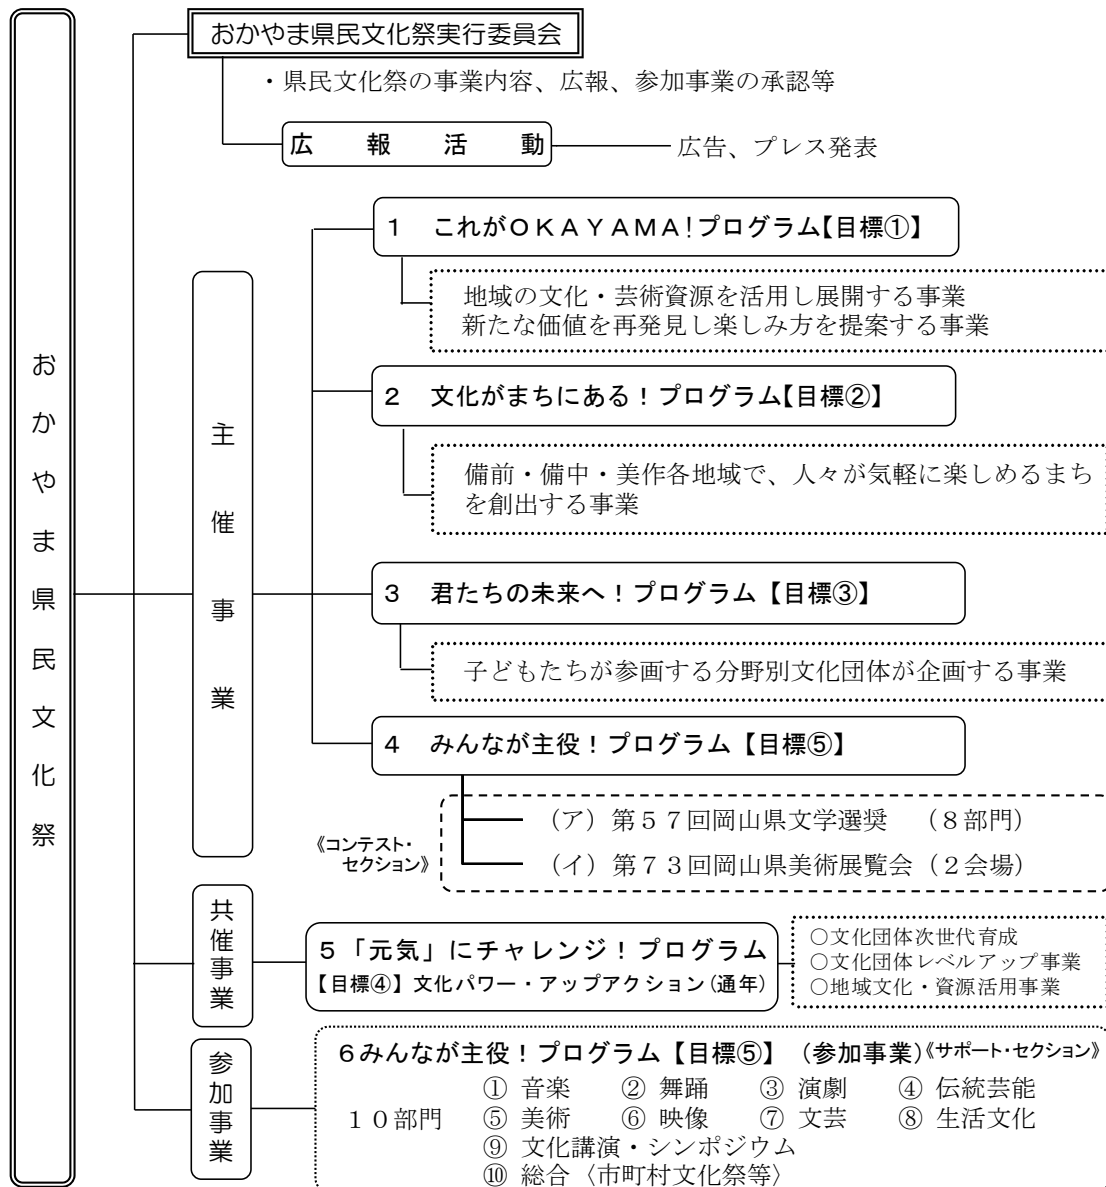 おかやま県民文化祭
おかやま県民文化祭実行委員会
・県民文化祭の事業内容、広報、参加事業の承認等
広報活動
広告、プレス発表
主催事業
1 これがOKAYAMA!プログラム【目標①】
地域の文化・芸術資源を活用し展開する事業
新たな価値を再発見し楽しみ方を提案する事業
2 文化がまちにある!プログラム【目標②】
備前・備中・美作各地域で、人々が気軽に楽しめるまち
を創出する事業
3 君たちの未来へ!プログラム【目標③】
子どもたちが参画する分野別文化団体が企画する事業
4 みんなが主役!プログラム【目標⑤】
《コンテスト・
セクション》
(ア)第57回岡山県文学選奨 (8部門)
(イ)第73回岡山県美術展覧会(2会場)
共催事業
5「元気」にチャレンジ!プログラム
【目標④】文化パワー・アップアクション(通年)
○文化団体次世代育成
○文化団体レベルアップ事業
○地域文化・資源活用事業
参加事業
6みんなが主役!プログラム【目標⑤】 (参加事業)《サポート・セクション》
10部門
① 音楽 ② 舞踊 ③ 演劇 ④ 伝統芸能
⑤ 美術 ⑥ 映像 ⑦ 文芸 ⑧ 生活文化
⑨ 文化講演・シンポジウム
⑩ 総合〈市町村文化祭等〉